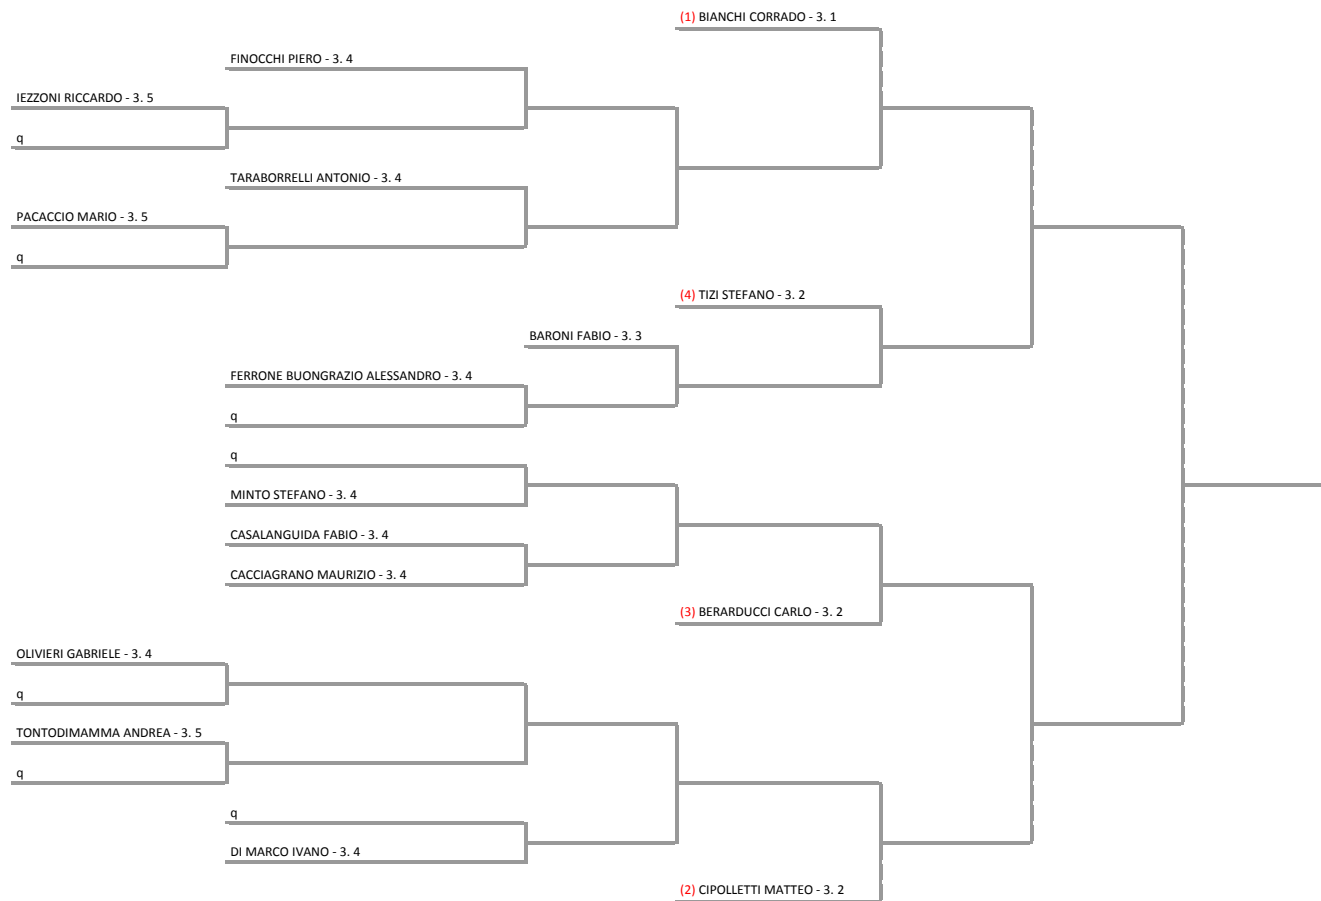 (1) BIANCHI CORRADO - 3. 1
FINOCCHI PIERO - 3. 4
IEZZONI RICCARDO - 3. 5
q
TARABORRELLI ANTONIO - 3. 4
PACACCIO MARIO - 3. 5
q
(4) TIZI STEFANO - 3. 2
BARONI FABIO - 3. 3
FERRONE BUONGRAZIO ALESSANDRO - 3. 4
q
q
MINTO STEFANO - 3. 4
CASALANGUIDA FABIO - 3. 4
CACCIAGRANO MAURIZIO - 3. 4
(3) BERARDUCCI CARLO - 3. 2
OLIVIERI GABRIELE - 3. 4
q
TONTODIMAMMA ANDREA - 3. 5
q
q
DI MARCO IVANO - 3. 4
(2) CIPOLLETTI MATTEO - 3. 2